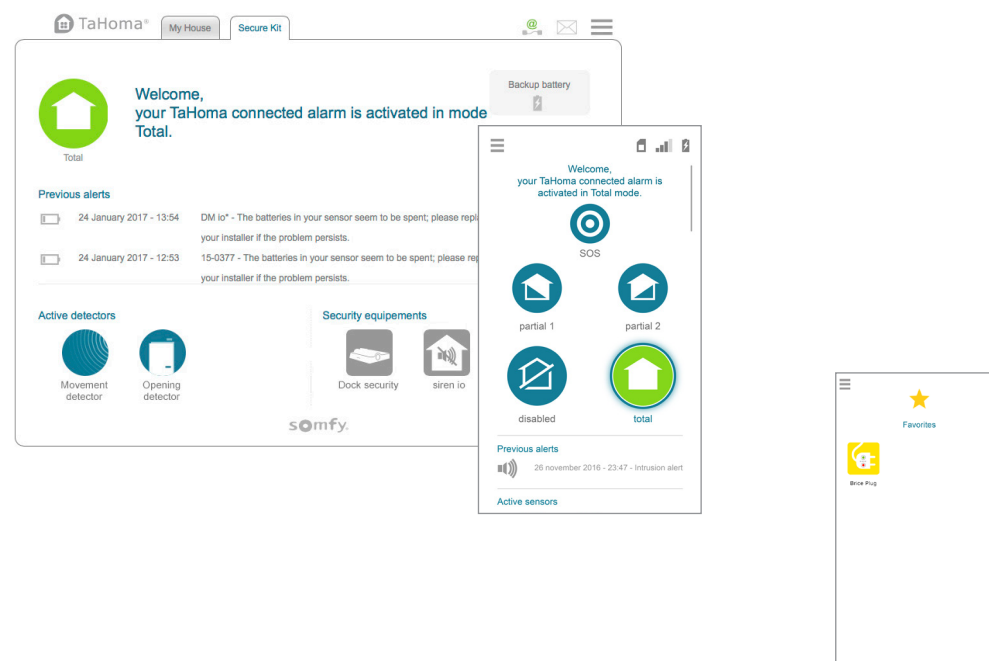 TaHoma®
My House
Secure Kit
Welcome,
your TaHoma connected alarm is activated in mode
Total.
Backup battery
Total
Previous alerts
24 January 2017 - 13:54 DM io* - The batteries in your sensor seem to be spent; please repl
your installer if the problem persists.
24 January 2017 - 12:53 15-0377 - The batteries in your sensor seem to be spent; please rep
your installer if the problem persists.
Active detectors
Movement
detector
Opening
detector
Security equipements
Dock security
siren io
somfy.
Welcome,
your TaHoma connected alarm is
activated in Total mode.
SOS
partial 1
partial 2
disabled
total
Previous alerts
26 november 2016 - 23:47 - Intrusion alert
Active sensors
Favorites
Brice Plug